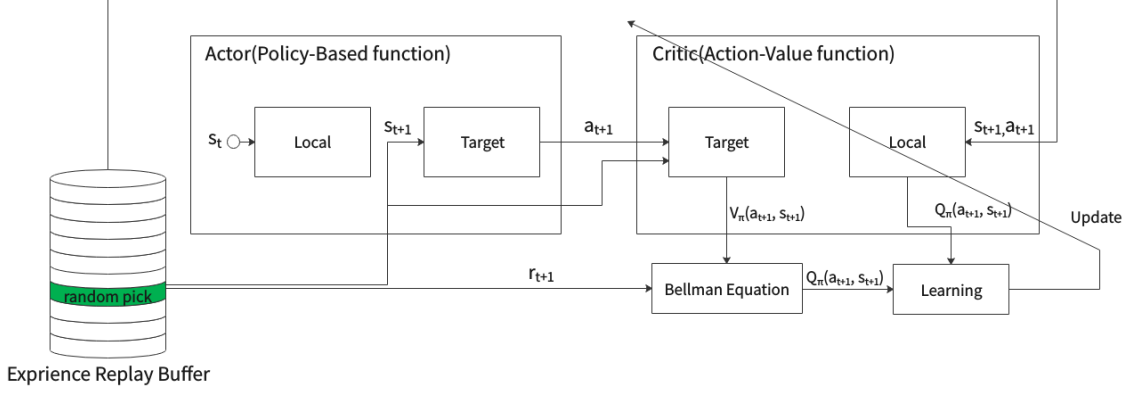 Actor(Policy-Based function)
Critic(Action-Value function)
sₜ
Local
sₜ₊₁
Target
aₜ₊₁
Target
Local
sₜ₊₁,aₜ₊₁
Vπ(aₜ₊₁, sₜ₊₁)
Qπ(aₜ₊₁, sₜ₊₁)
Update
random pick
rₜ₊₁
Bellman Equation
Qπ(aₜ₊₁, sₜ₊₁)
Learning
Exprience Replay Buffer